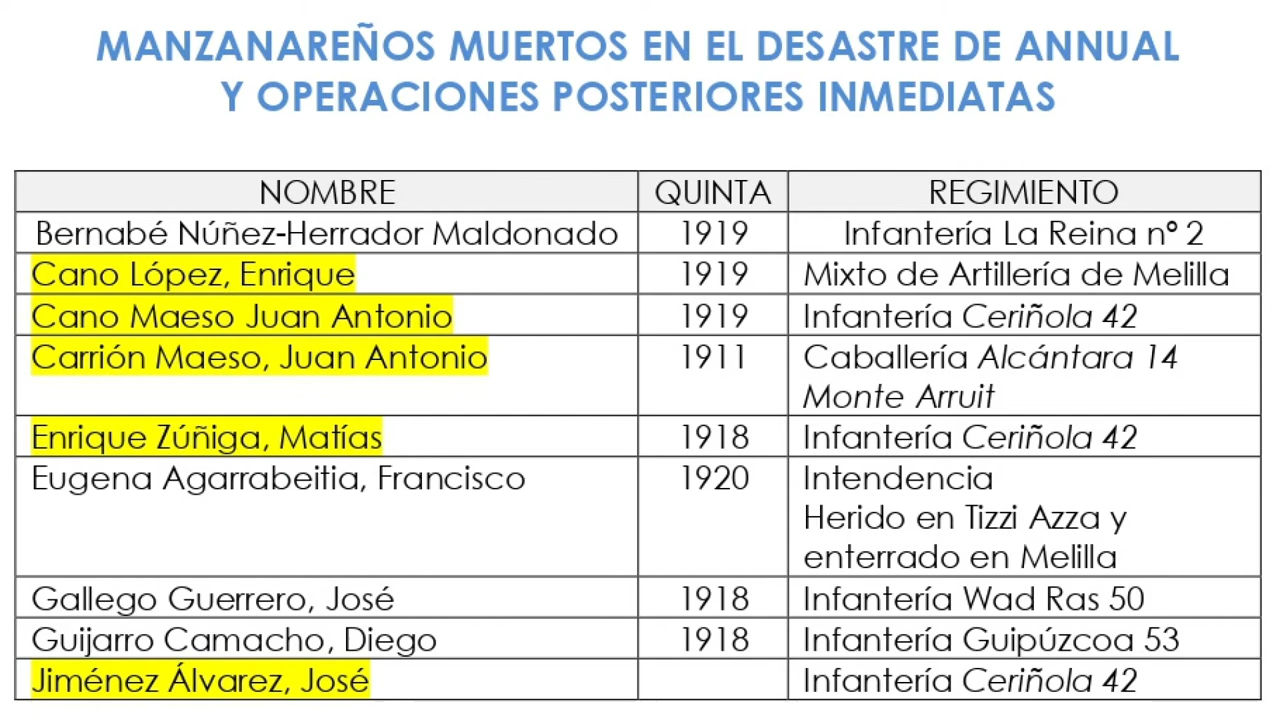 MANZANAREÑOS MUERTOS EN EL DESASTRE DE ANNUAL
Y OPERACIONES POSTERIORES INMEDIATAS
NOMBRE QUINTA REGIMIENTO
Bernabé Núñez-Herrador Maldonado 1919 Infantería La Reina nº 2
Cano López, Enrique 1919 Mixto de Artillería de Melilla
Cano Maeso Juan Antonio 1919 Infantería Ceriñola 42
Carrión Maeso, Juan Antonio 1911 Caballería Alcántara 14
Monte Arruit
Enrique Zúñiga, Matías 1918 Infantería Ceriñola 42
Eugena Agarrabeitia, Francisco 1920 Intendencia
Herido en Tizzi Azza y
enterrado en Melilla
Gallego Guerrero, José 1918 Infantería Wad Ras 50
Guijarro Camacho, Diego 1918 Infantería Guipúzcoa 53
Jiménez Álvarez, José Infantería Ceriñola 42